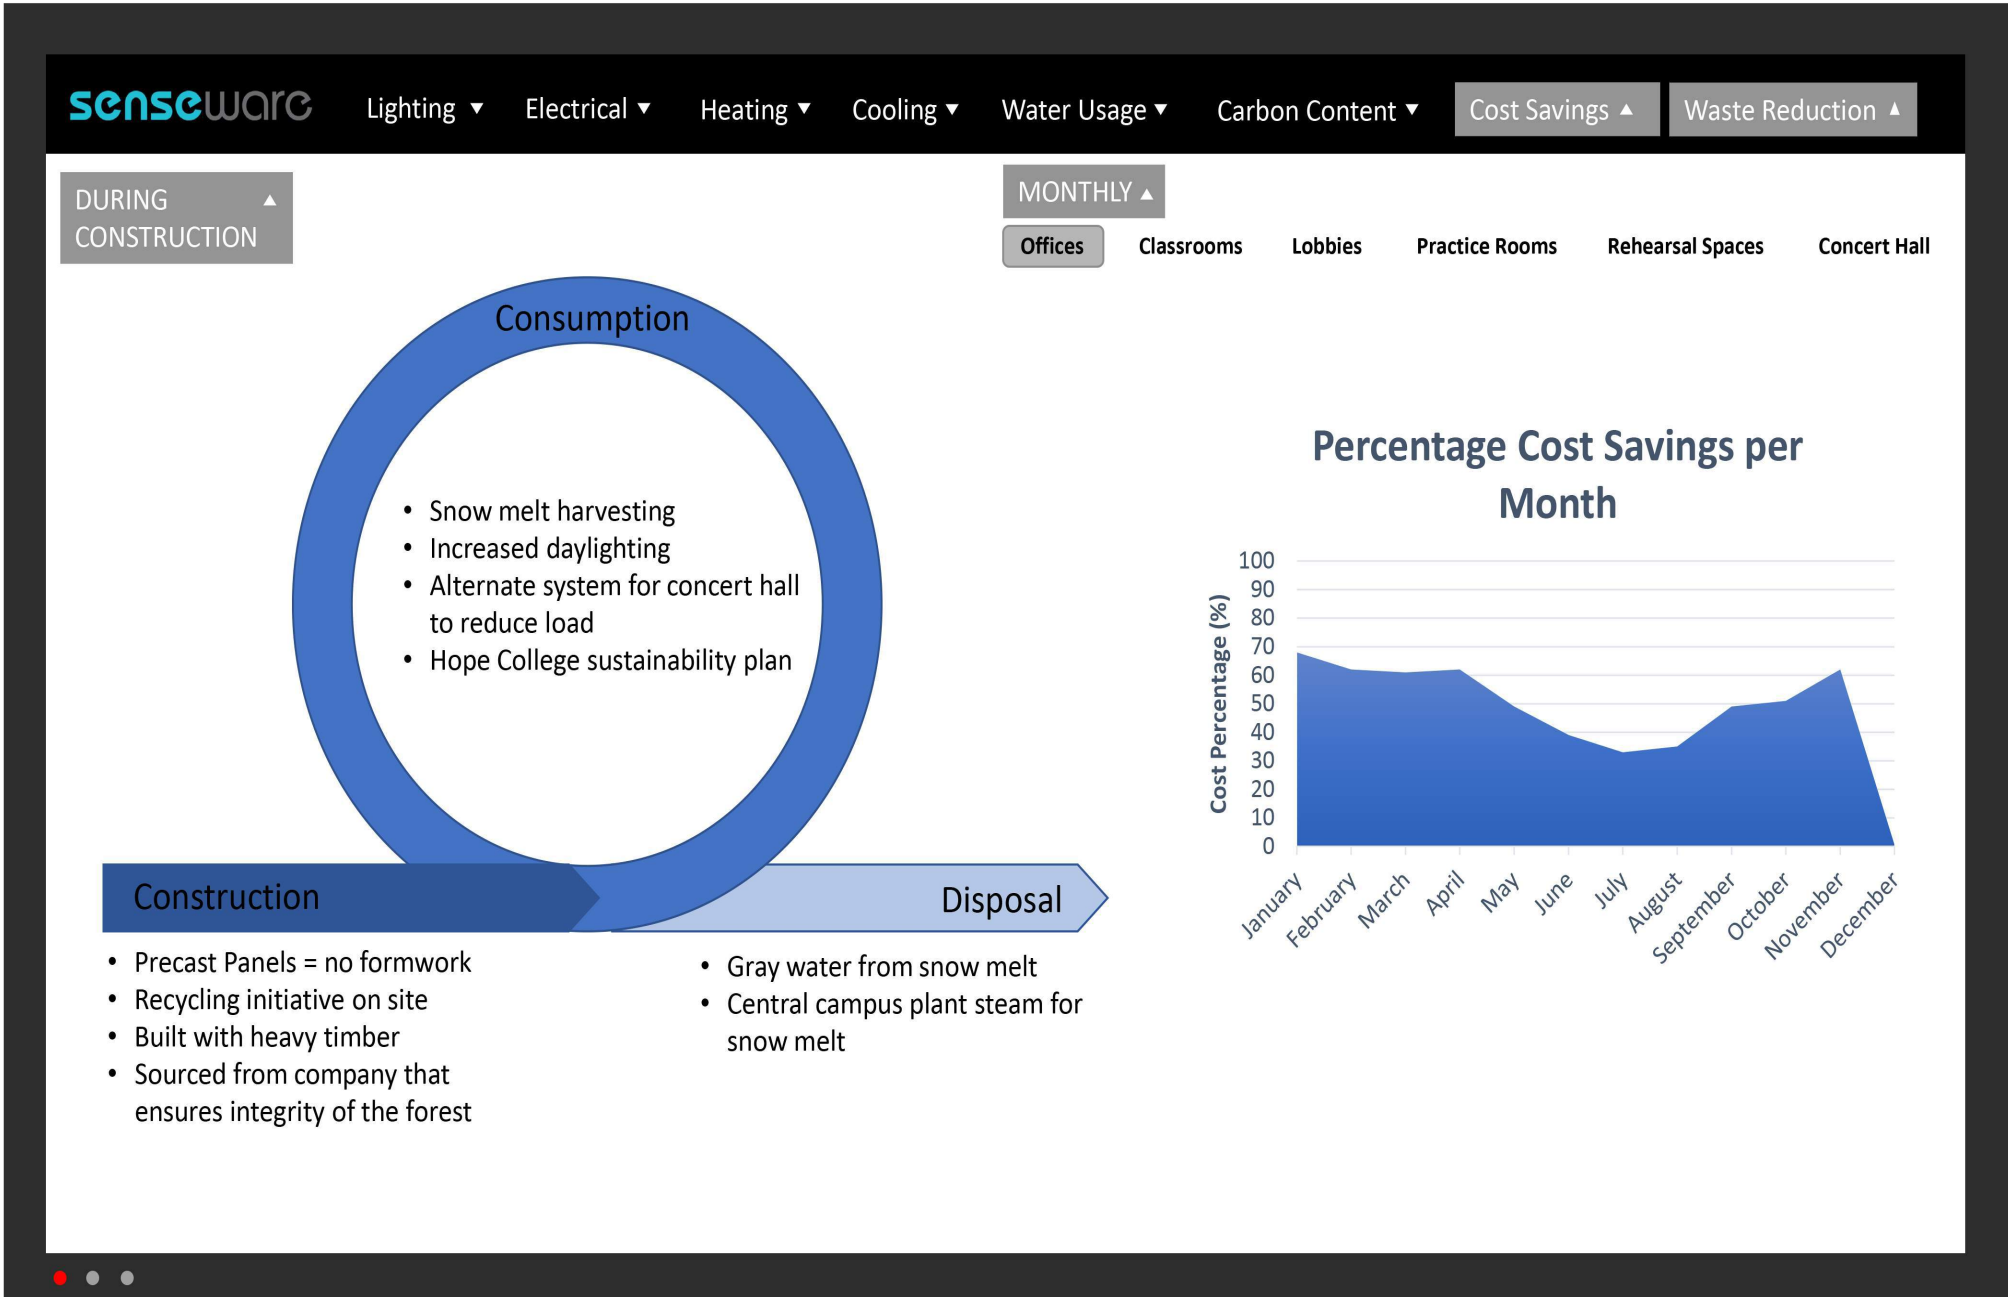 senseware
Lighting ▼
Electrical ▼
Heating ▼
Cooling ▼
Water Usage ▼
Carbon Content ▼
Cost Savings ▲
Waste Reduction ▲
DURING ▲
CONSTRUCTION
MONTHLY ▲
Offices
Classrooms
Lobbies
Practice Rooms
Rehearsal Spaces
Concert Hall
Consumption
• Snow melt harvesting
• Increased daylighting
• Alternate system for concert hall
to reduce load
• Hope College sustainability plan
Construction
• Precast Panels = no formwork
• Recycling initiative on site
• Built with heavy timber
• Sourced from company that
ensures integrity of the forest
Disposal
• Gray water from snow melt
• Central campus plant steam for
snow melt
Percentage Cost Savings per
Month
Cost Percentage (%)
100
90
80
70
60
50
40
30
20
10
0
January
February
March
April
May
June
July
August
September
October
November
December